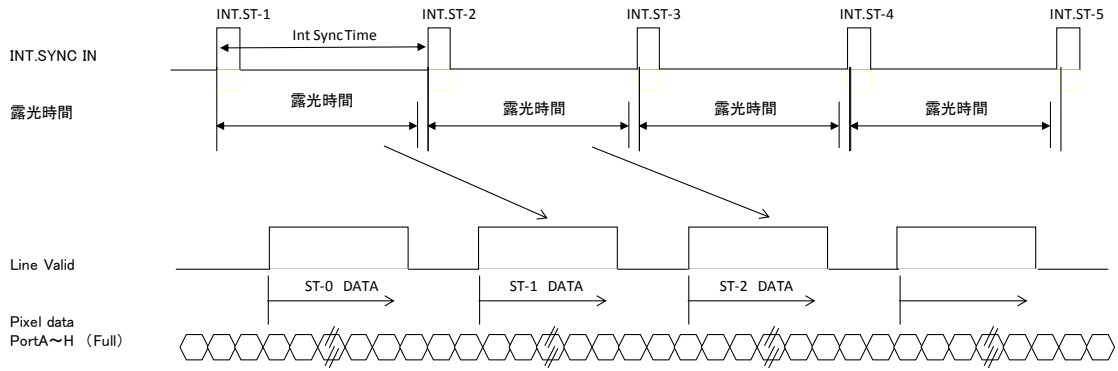 INT.ST-1 INT.ST-2 INT.ST-3 INT.ST-4 INT.ST-5
Int Sync Time
INT.SYNC IN
露光時間
露光時間 露光時間 露光時間 露光時間
Line Valid
ST-0 DATA ST-1 DATA ST-2 DATA
Pixel data
PortA～H （Full）